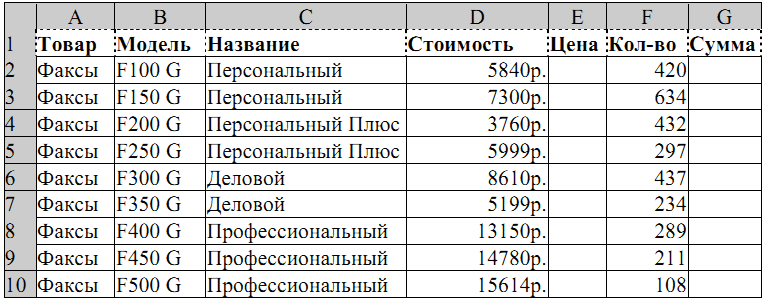 A B C D E F G
1 Товар Модель Название Стоимость Цена Кол-во Сумма
2 Факсы F100 G Персональный 5840р. 420
3 Факсы F150 G Персональный 7300р. 634
4 Факсы F200 G Персональный Плюс 3760р. 432
5 Факсы F250 G Персональный Плюс 5999р. 297
6 Факсы F300 G Деловой 8610р. 437
7 Факсы F350 G Деловой 5199р. 234
8 Факсы F400 G Профессиональный 13150р. 289
9 Факсы F450 G Профессиональный 14780р. 211
10 Факсы F500 G Профессиональный 15614р. 108